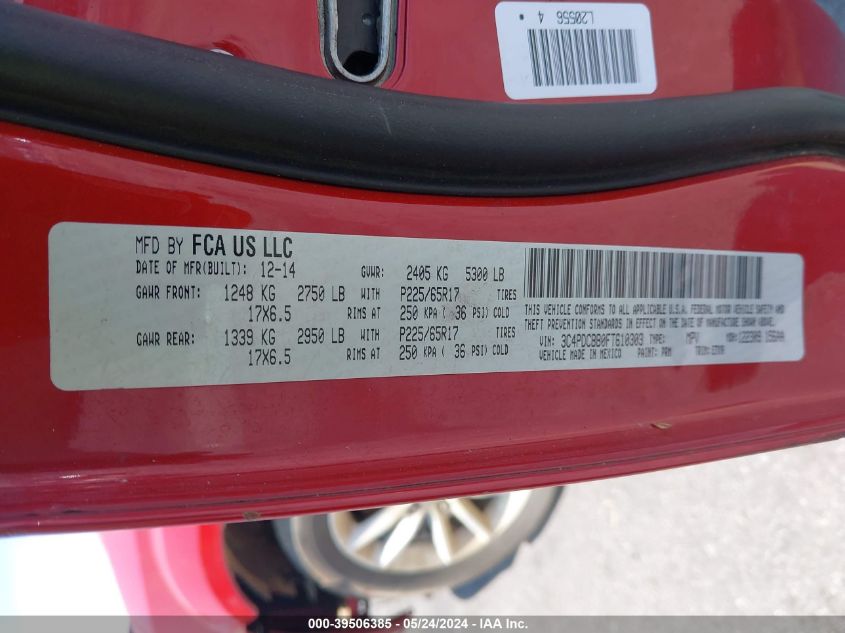 L20556 4
MFD BY FCA US LLC
DATE OF MFR(BUILT): 12-14 GVWR: 2405 KG 5300 LB
GAWR FRONT: 1248 KG 2750 LB WITH P225/65R17 TIRES
17X6.5 RIMS AT 250 KPA ( 36 PSI) COLD
GAWR REAR: 1339 KG 2950 LB WITH P225/65R17 TIRES
17X6.5 RIMS AT 250 KPA ( 36 PSI) COLD
THIS VEHICLE CONFORMS TO ALL APPLICABLE U.S.A. FEDERAL MOTOR VEHICLE SAFETY AND
THEFT PREVENTION STANDARDS IN EFFECT ON THE DATE OF MANUFACTURE SHOWN ABOVE.
VIN: 3C4PDCBB0FT610303 TYPE: MPV MDH:
VEHICLE MADE IN MEXICO PAINT: PRM TRIM:
00-39506385 - 05/24/2024 - IAA Inc.